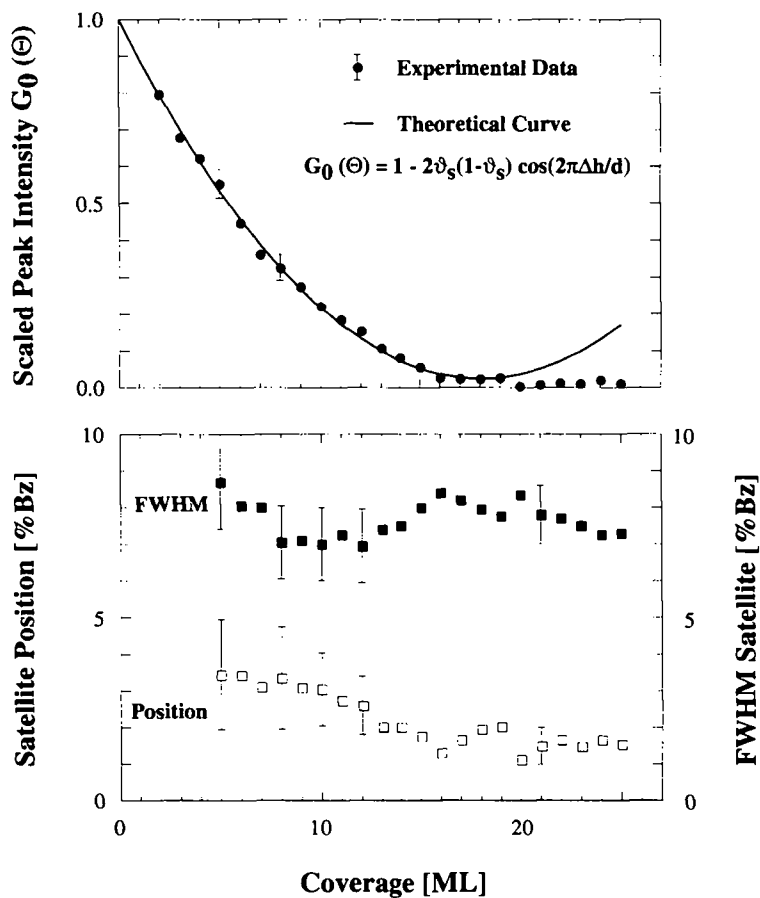 Scaled Peak Intensity G0 (Θ)
1.0
0.5
0.0
Experimental Data
Theoretical Curve
G0 (Θ) = 1 - 2ϑs(1-ϑs) cos(2πΔh/d)
Satellite Position [%Bz]
10
5
0
FWHM
Position
10
5
0
FWHM Satellite [%Bz]
0
10
20
Coverage [ML]